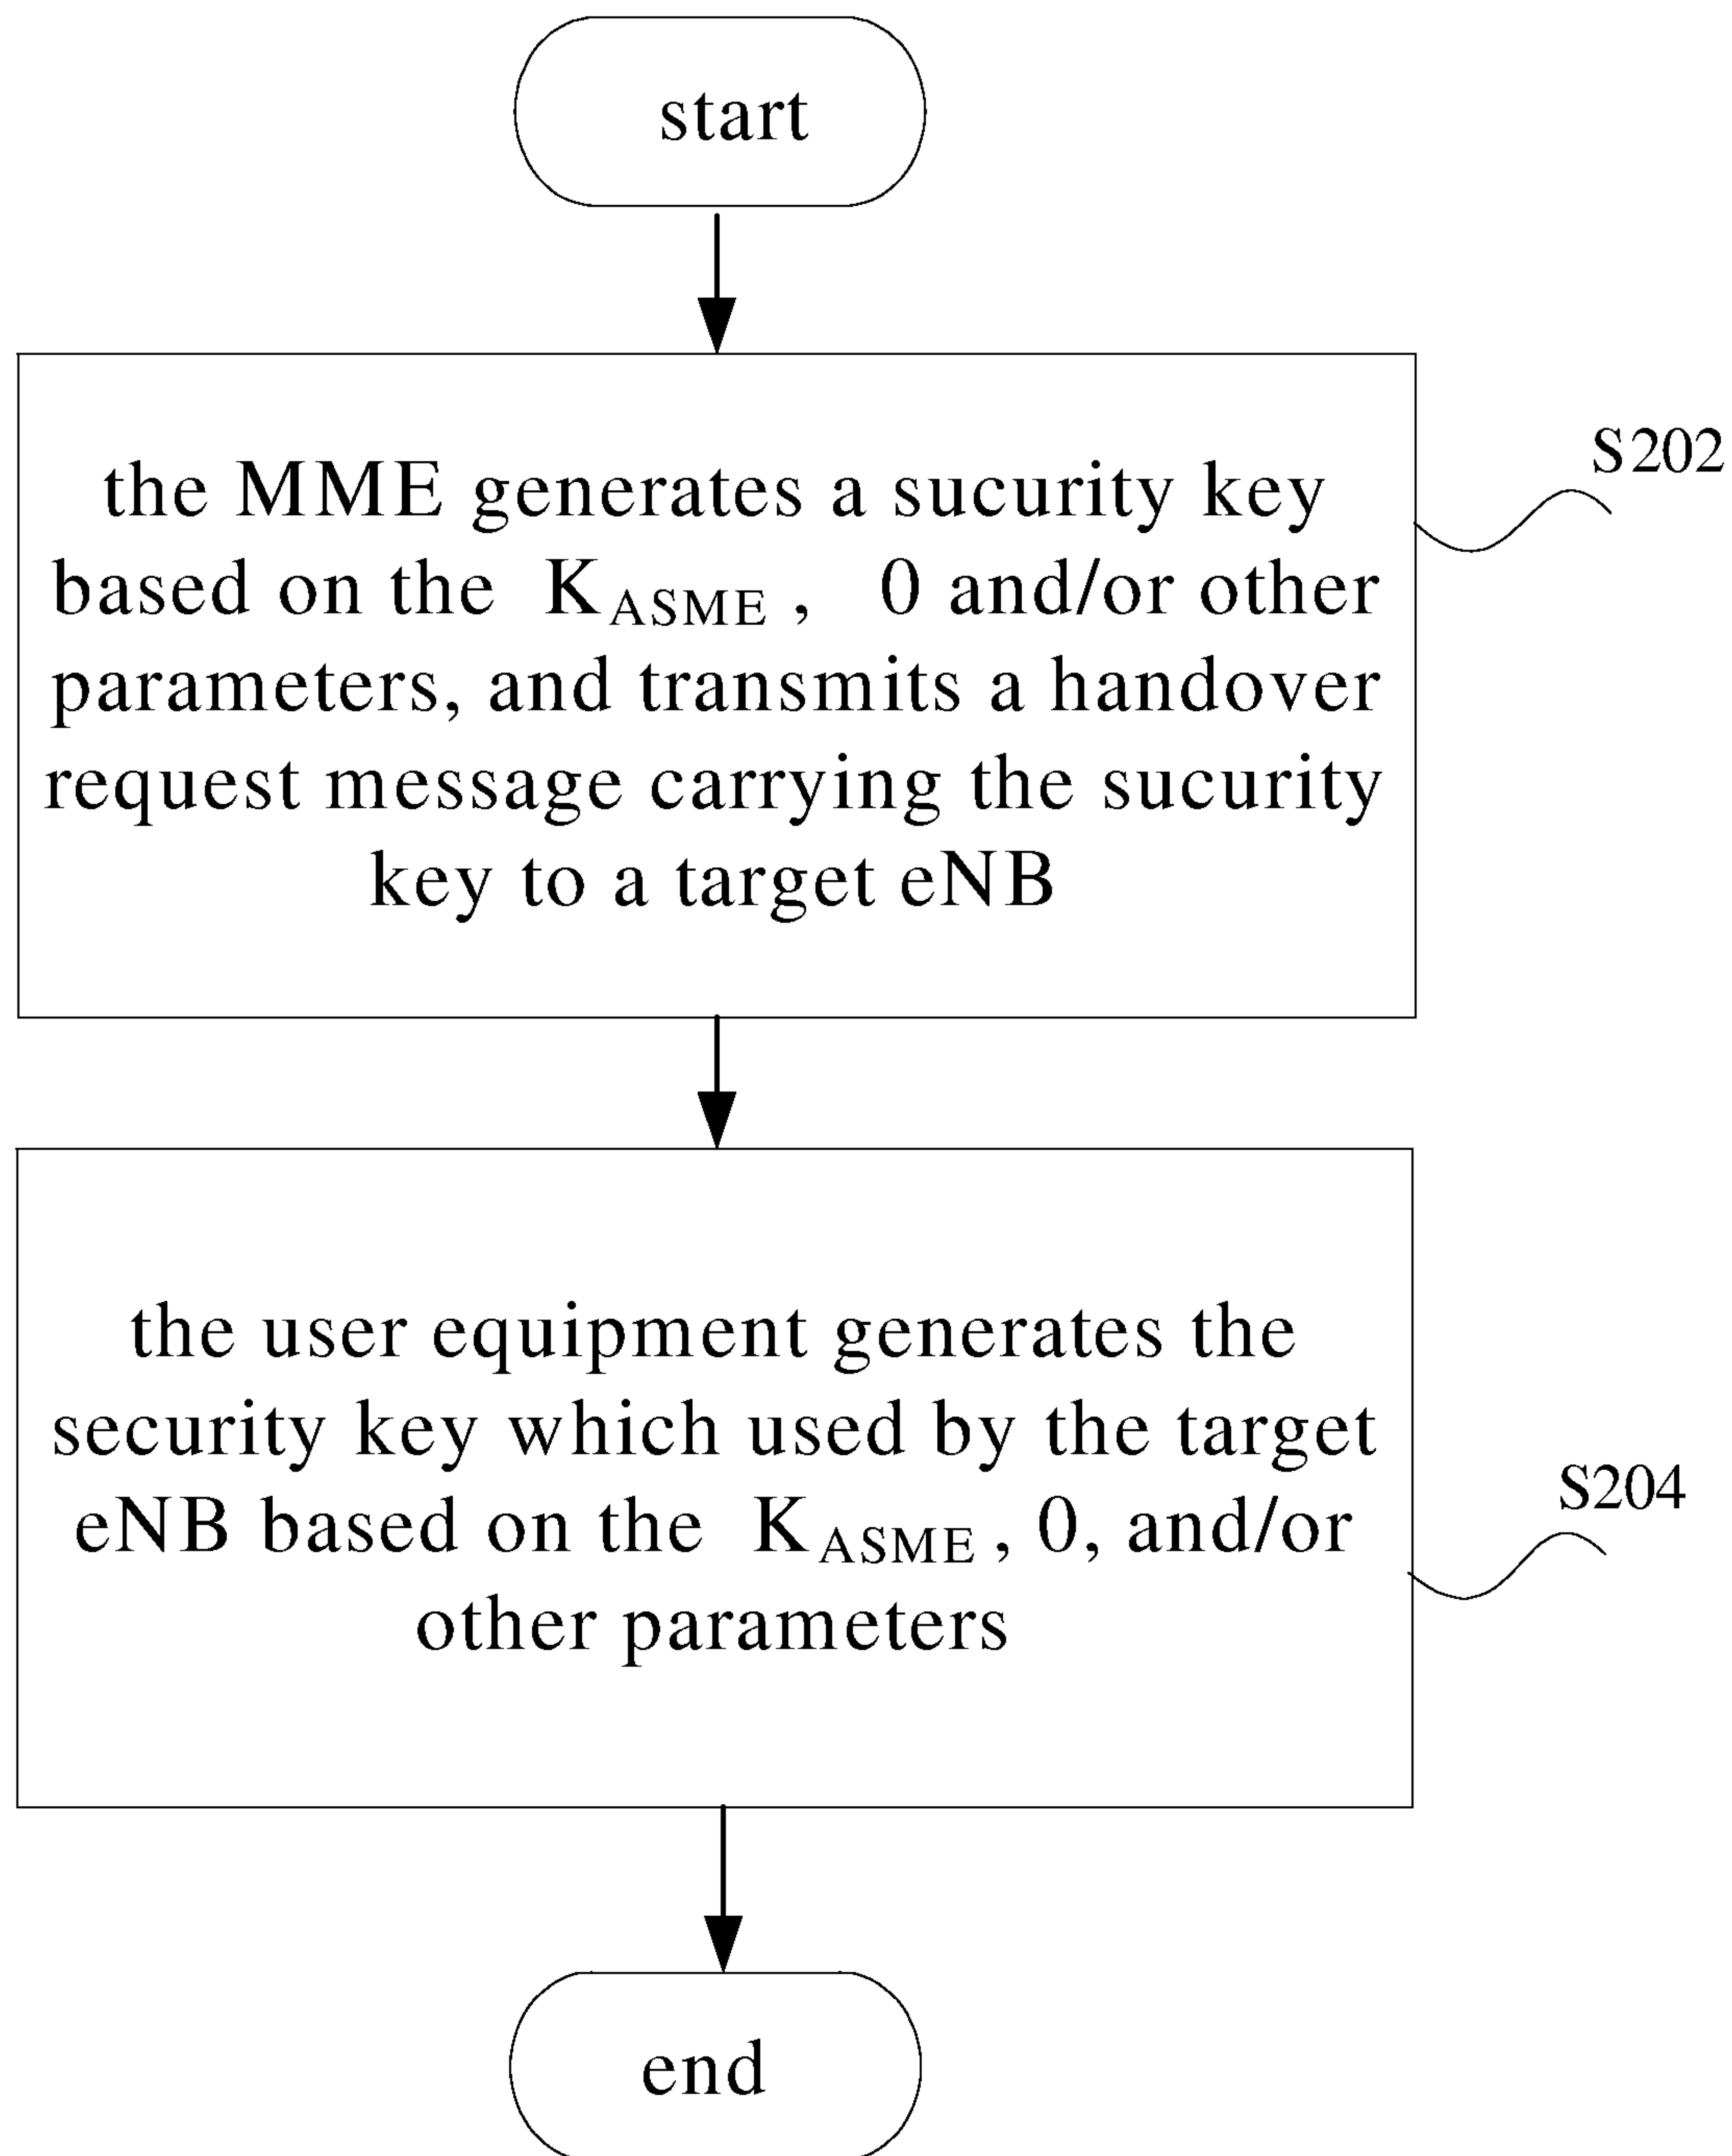 start
the MME generates a sucurity key
S202
based on the KASME, 0 and/or other
parameters, and transmits a handover
request message carrying the sucurity
key to a target eNB
the user equipment generates the
security key which used by the target
S204
eNB based on the KASME, 0, and/or
other parameters
end